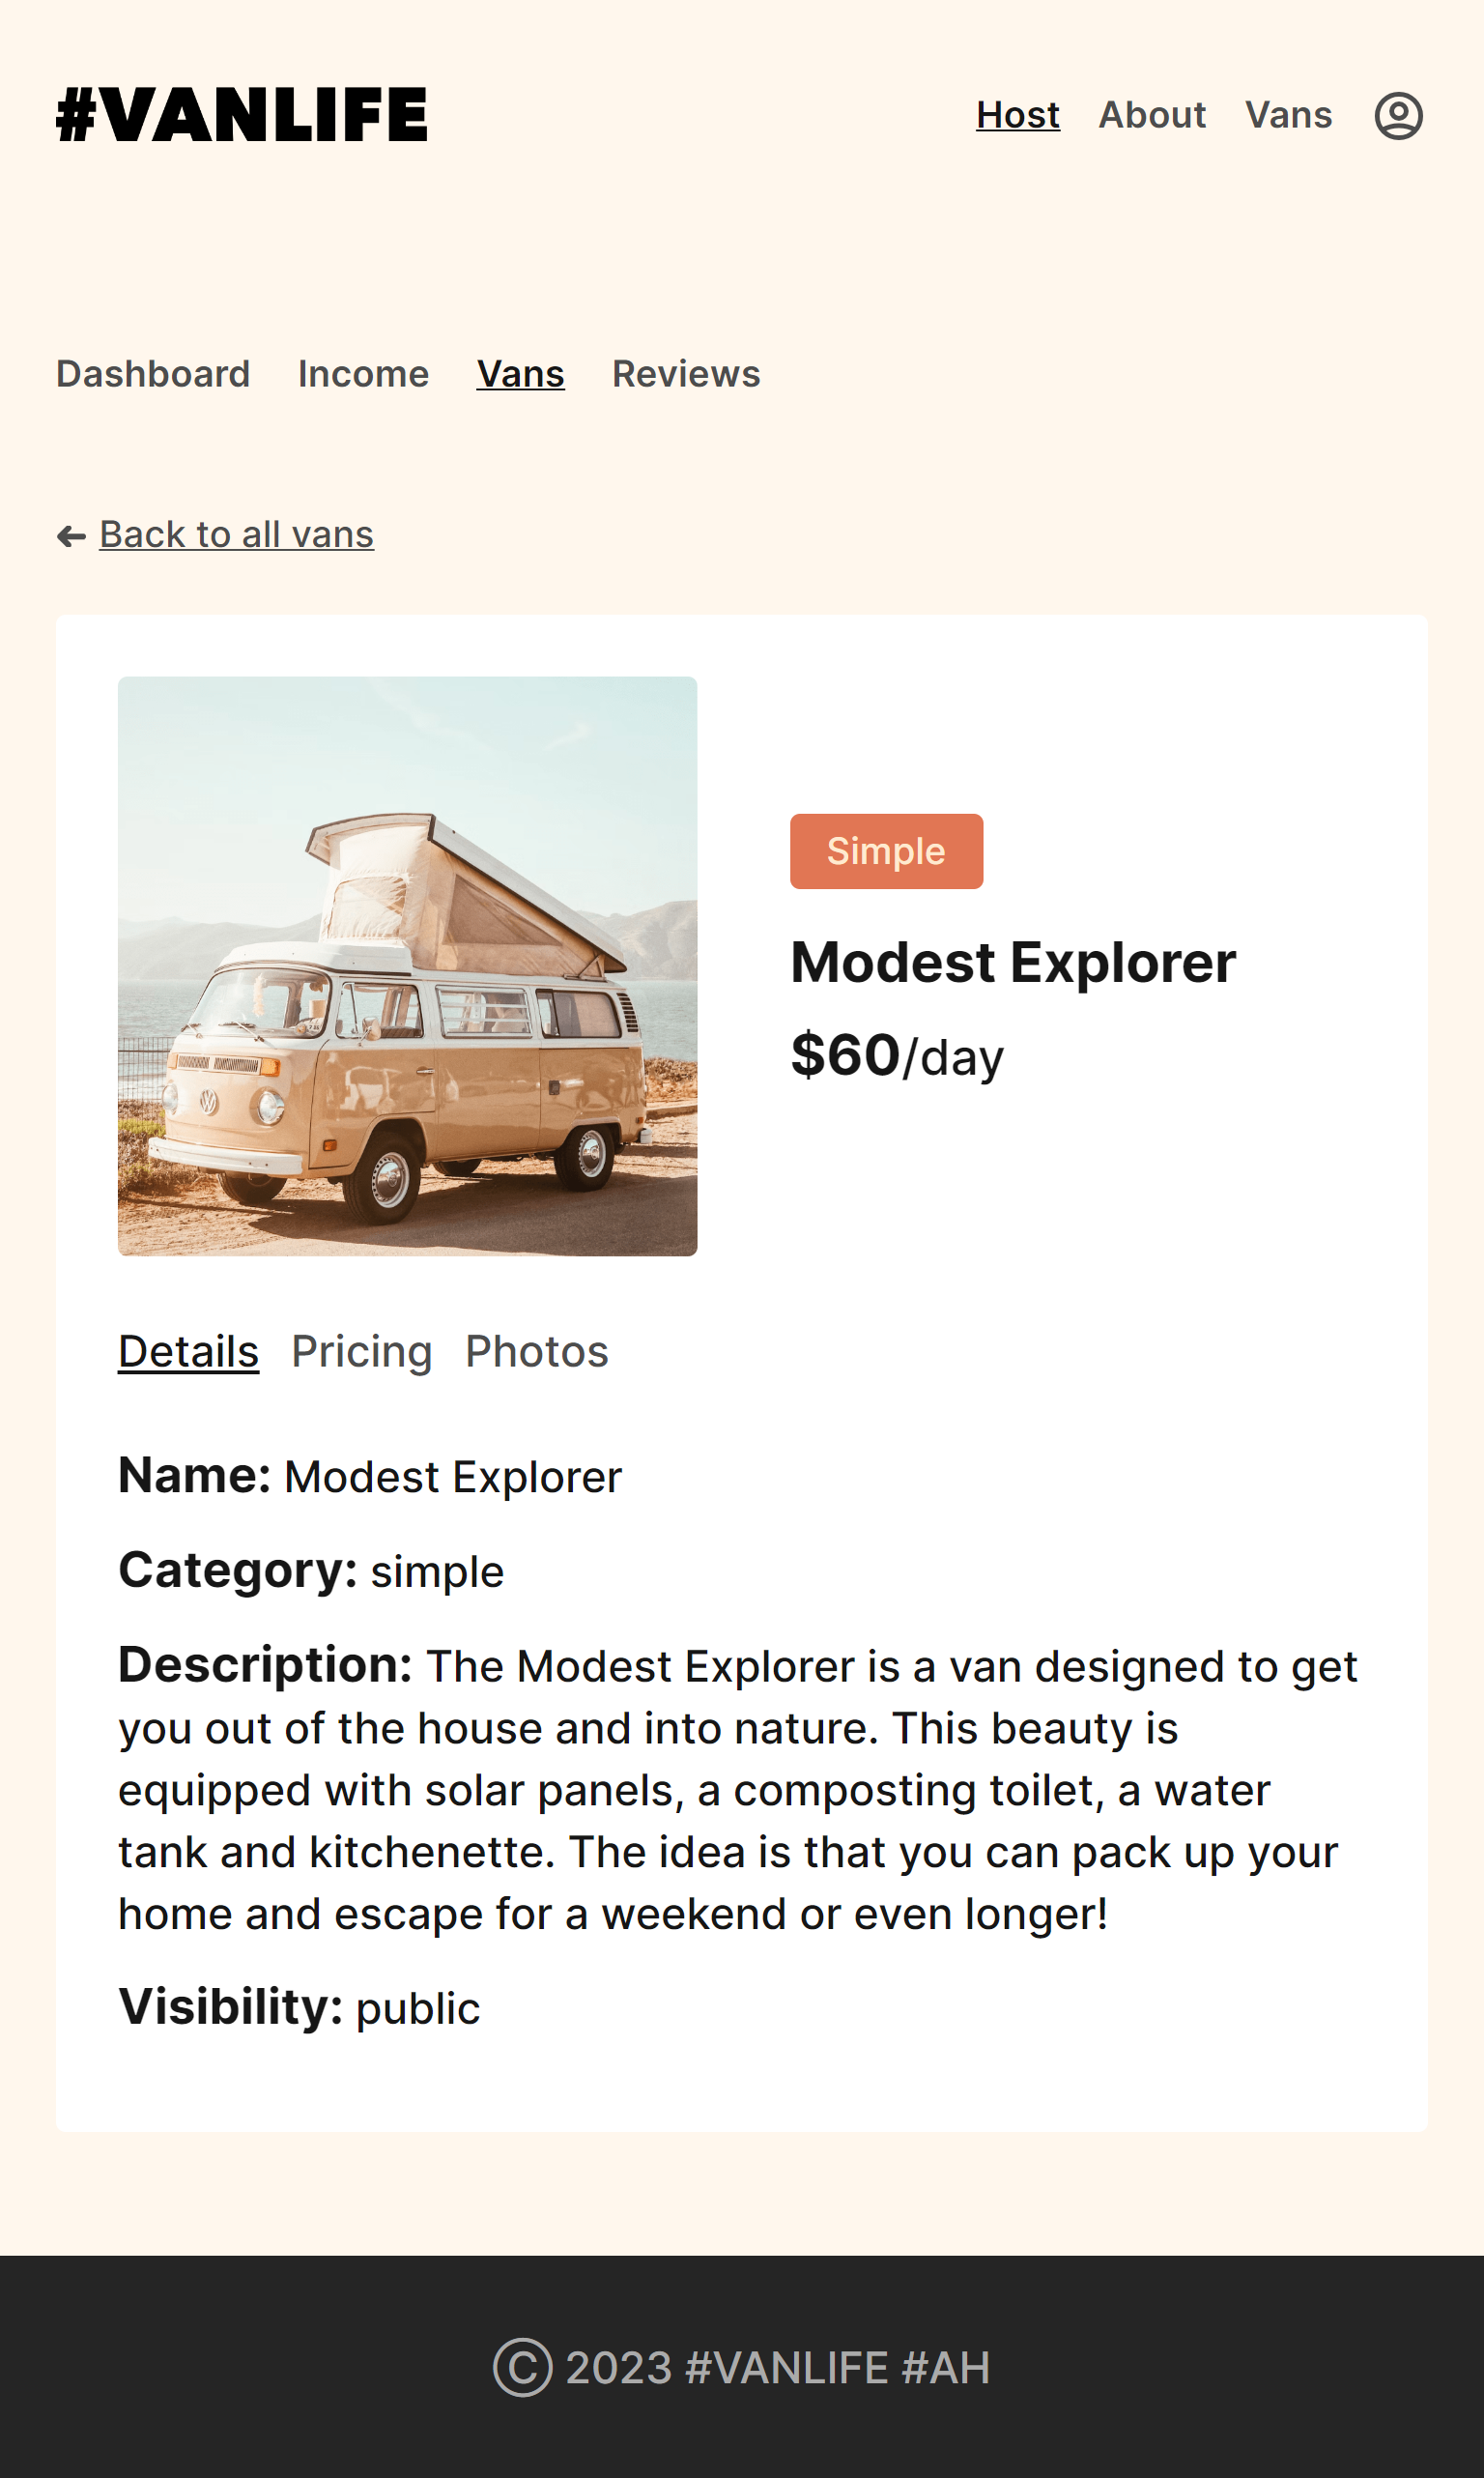 #VANLIFE
Host About Vans
Dashboard Income Vans Reviews
Back to all vans
Simple
Modest Explorer
$60/day
Details Pricing Photos
Name: Modest Explorer
Category: simple
Description: The Modest Explorer is a van designed to get
you out of the house and into nature. This beauty is
equipped with solar panels, a composting toilet, a water
tank and kitchenette. The idea is that you can pack up your
home and escape for a weekend or even longer!
Visibility: public
Ⓒ 2023 #VANLIFE #AH